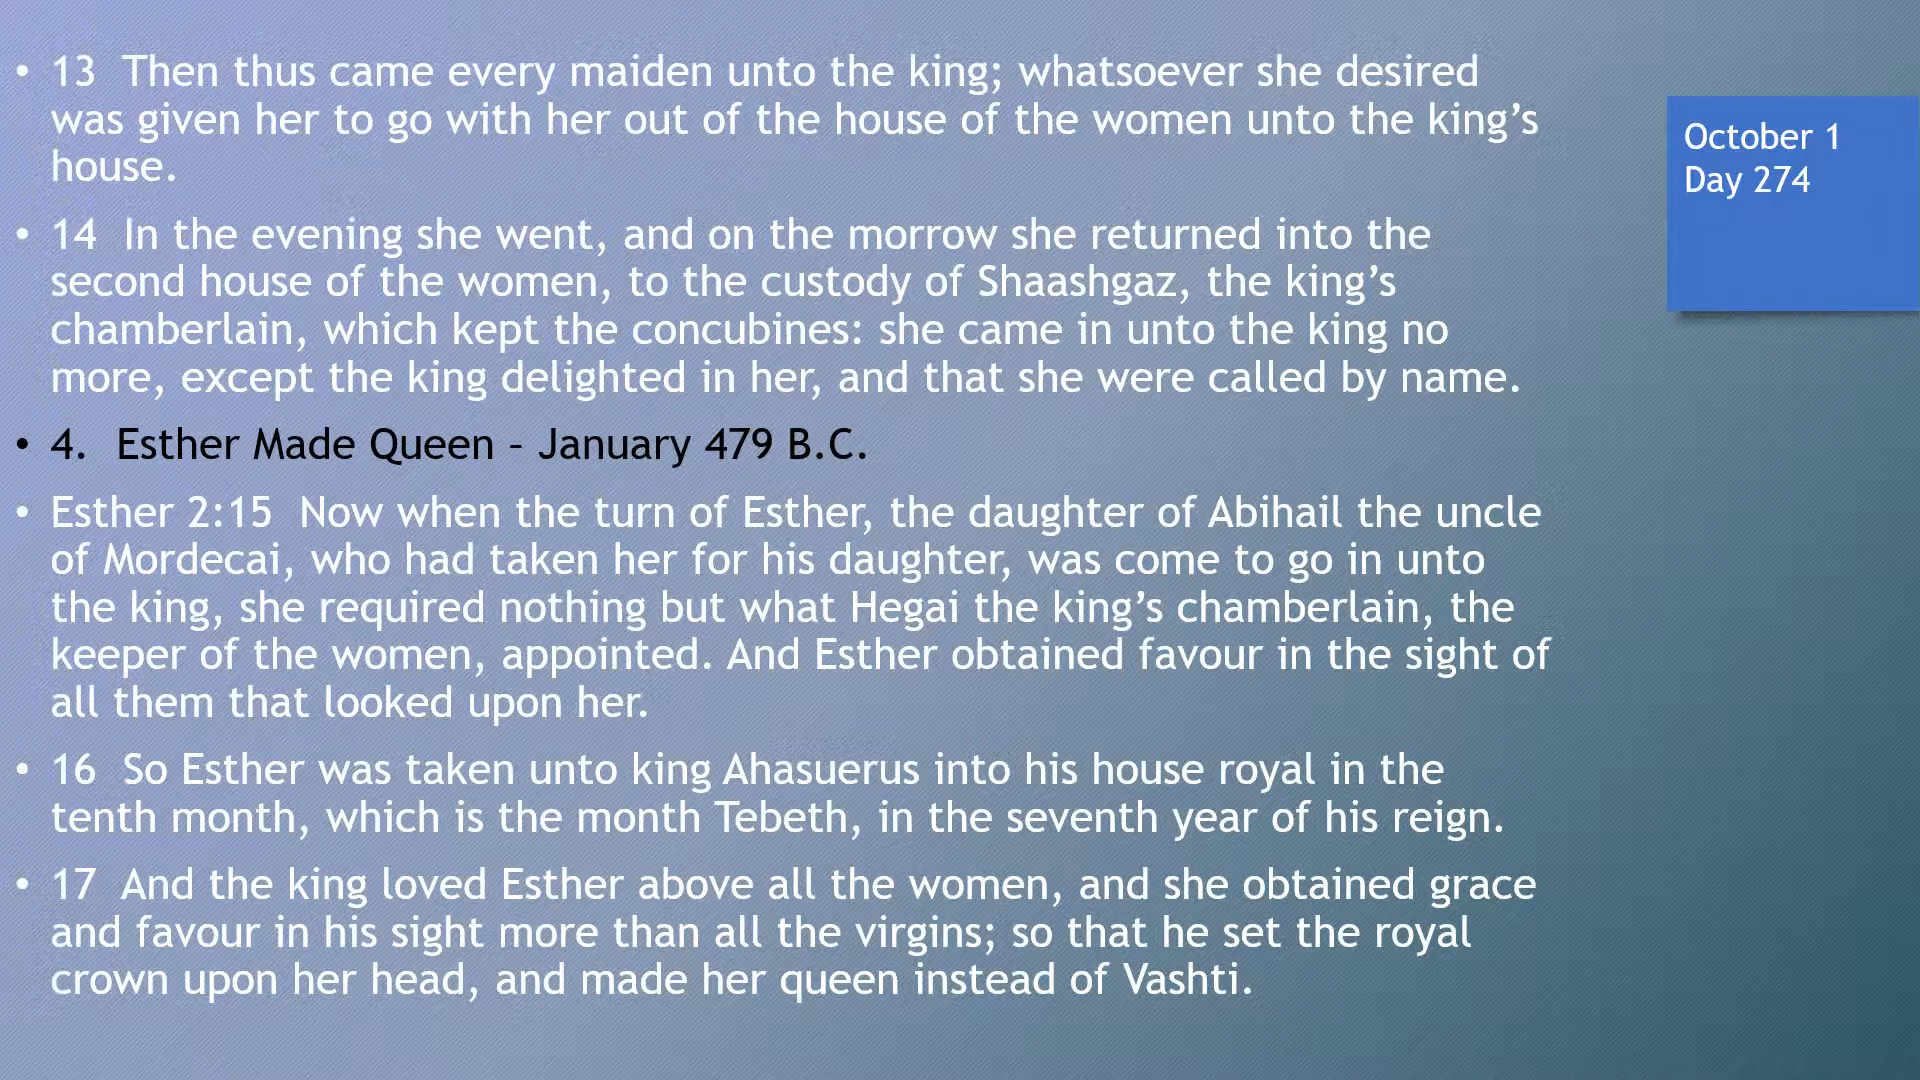 • 13  Then thus came every maiden unto the king; whatsoever she desired
was given her to go with her out of the house of the women unto the king’s
house.
• 14  In the evening she went, and on the morrow she returned into the
second house of the women, to the custody of Shaashgaz, the king’s
chamberlain, which kept the concubines: she came in unto the king no
more, except the king delighted in her, and that she were called by name.
• 4.  Esther Made Queen – January 479 B.C.
• Esther 2:15  Now when the turn of Esther, the daughter of Abihail the uncle
of Mordecai, who had taken her for his daughter, was come to go in unto
the king, she required nothing but what Hegai the king’s chamberlain, the
keeper of the women, appointed. And Esther obtained favour in the sight of
all them that looked upon her.
• 16  So Esther was taken unto king Ahasuerus into his house royal in the
tenth month, which is the month Tebeth, in the seventh year of his reign.
• 17  And the king loved Esther above all the women, and she obtained grace
and favour in his sight more than all the virgins; so that he set the royal
crown upon her head, and made her queen instead of Vashti.
October 1
Day 274